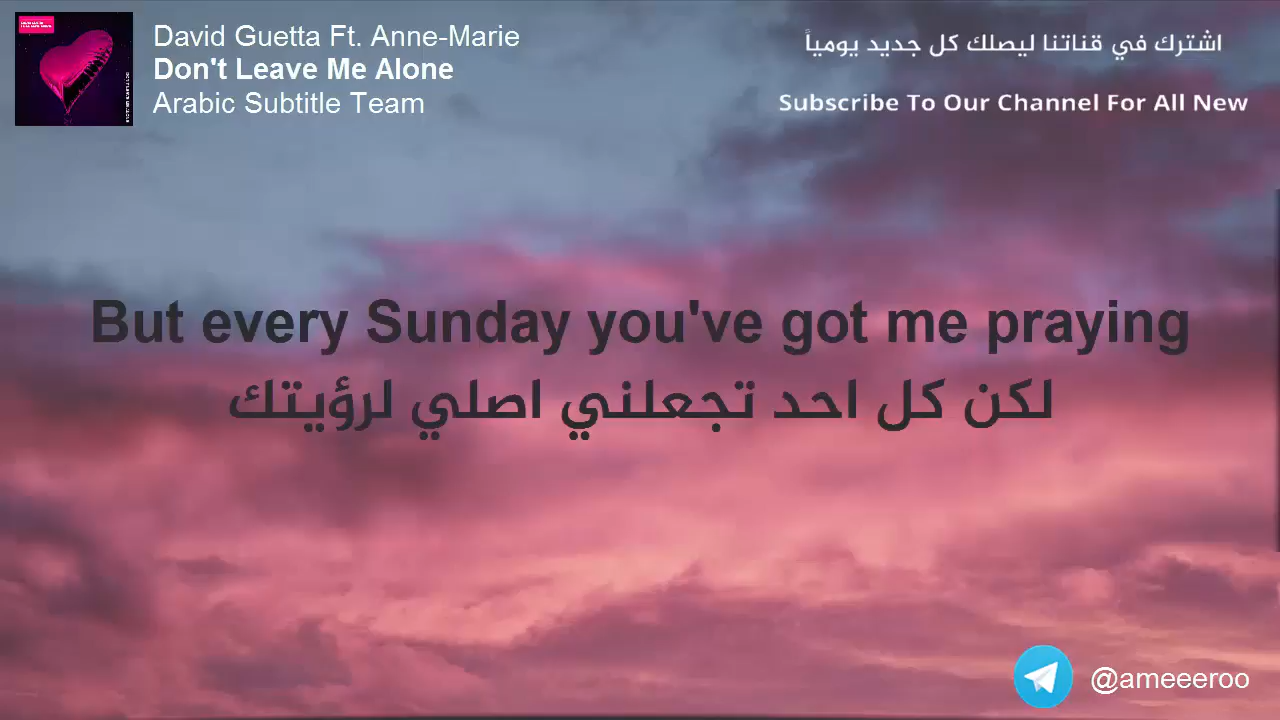 David Guetta Ft. Anne-Marie
Don't Leave Me Alone
Arabic Subtitle Team
اشترك في قناتنا ليصلك كل جديد يومياً
Subscribe To Our Channel For All New
But every Sunday you've got me praying
لكن كل احد تجعلني اصلي لرؤيتك
@ameeeroo